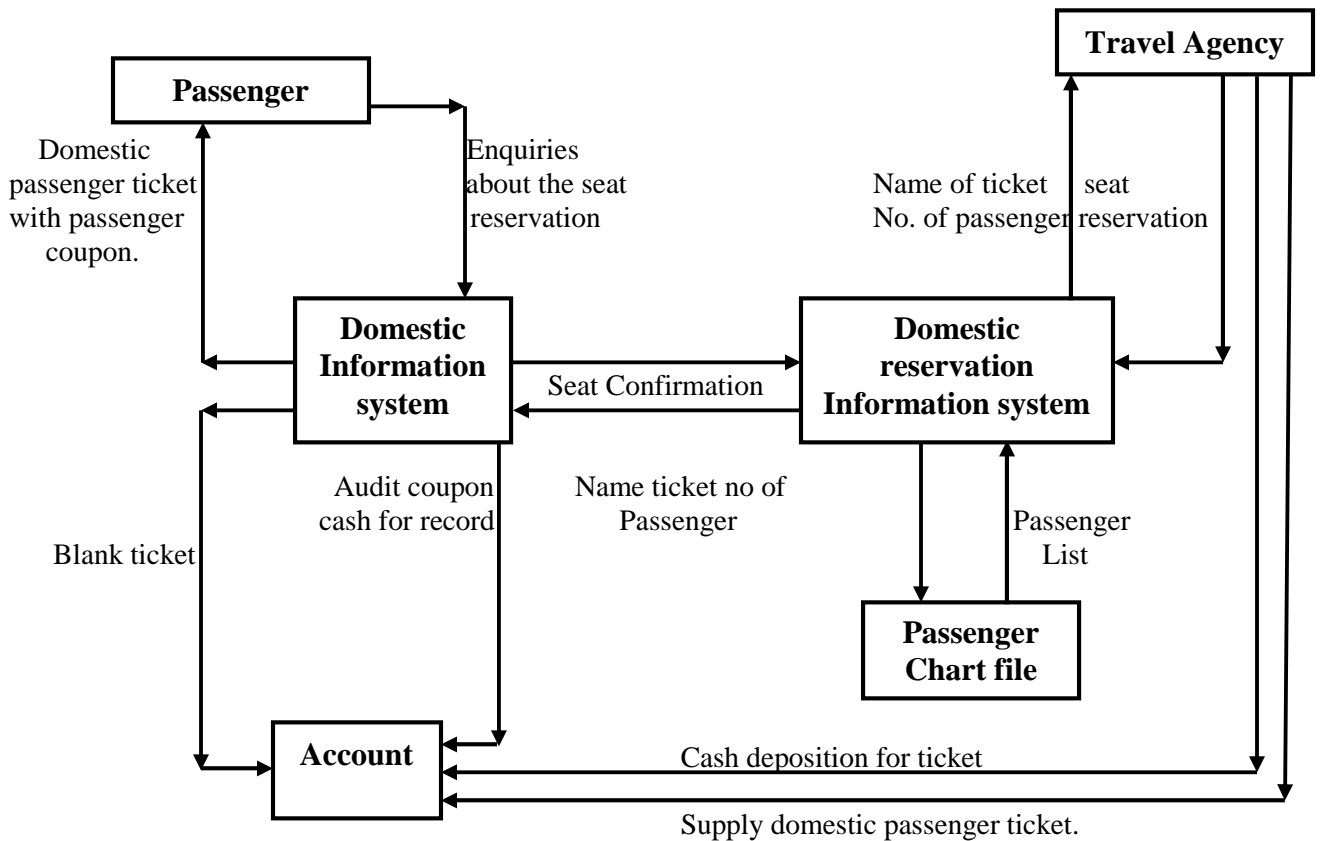 Travel Agency
Passenger
Domestic
passenger ticket
with passenger
coupon.
Enquiries
about the seat
reservation
Name of ticket seat
No. of passenger reservation
Domestic
Information
system
Seat Confirmation
Domestic
reservation
Information system
Audit coupon
cash for record
Name ticket no of
Passenger
Blank ticket
Passenger
List
Passenger
Chart file
Account
Cash deposition for ticket
Supply domestic passenger ticket.